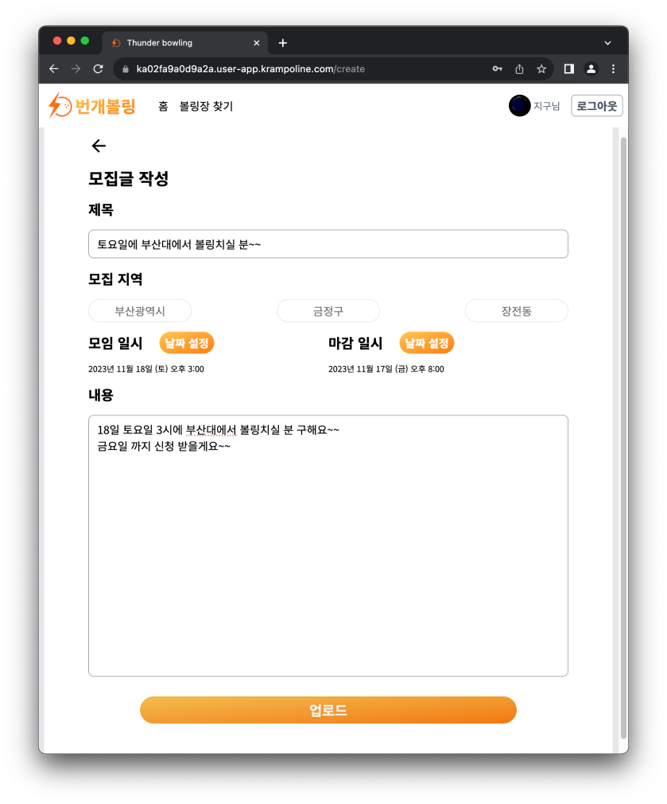 Thunder bowling
ka02fa9a0d9a2a.user-app.krampoline.com/create
번개볼링
홈 볼링장 찾기
지구님 로그아웃
모집글 작성
제목
토요일에 부산대에서 볼링치실 분~~
모집 지역
부산광역시 금정구 장전동
모임 일시 날짜 설정 마감 일시 날짜 설정
2023년 11월 18일 (토) 오후 3:00 2023년 11월 17일 (금) 오후 8:00
내용
18일 토요일 3시에 부산대에서 볼링치실 분 구해요~~
금요일 까지 신청 받을게요~~
업로드